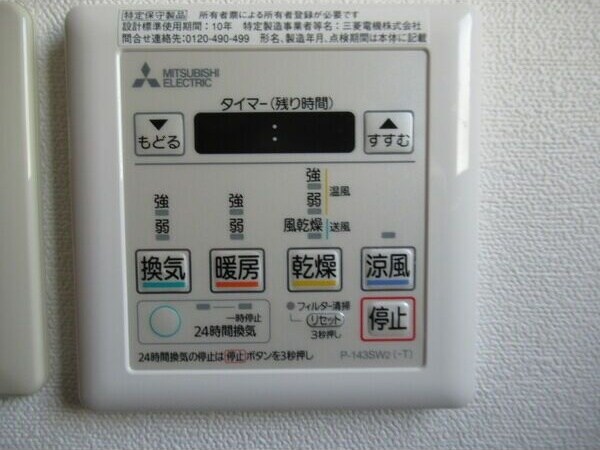 特定保守製品 所有者票による所有者登録が必要です
設計標準使用期間：10年 特定製造事業者等名：三菱電機株式会社
問合せ連絡先：0120-490-499 形名、製造年月、点検期間は本体に記載
MITSUBISHI
ELECTRIC
タイマー(残り時間)
▼
もどる
:
▲
すすむ
強
弱
強
弱
強
弱
温風
風乾燥
送風
換気
暖房
乾燥
涼風
一時停止
24時間換気
フィルター清掃
リセット
3秒押し
停止
24時間換気の停止は停止ボタンを3秒押し
P-143SW2(-T)